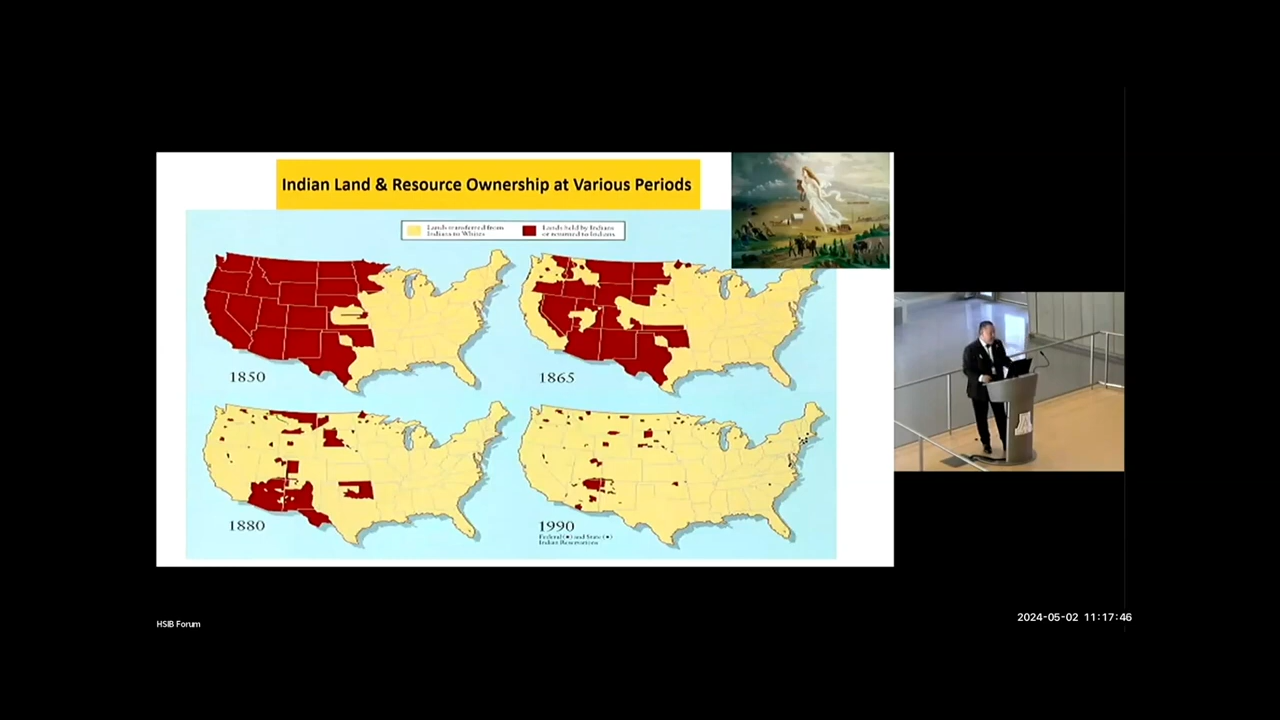 Indian Land & Resource Ownership at Various Periods
Lands transferred from
Indians to Whites
Lands held by Indians
or returned to Indians
1850
1865
1880
1990
Federal (•) and State (•)
Indian Reservations
A
HSIB Forum
2024-05-02 11:17:46